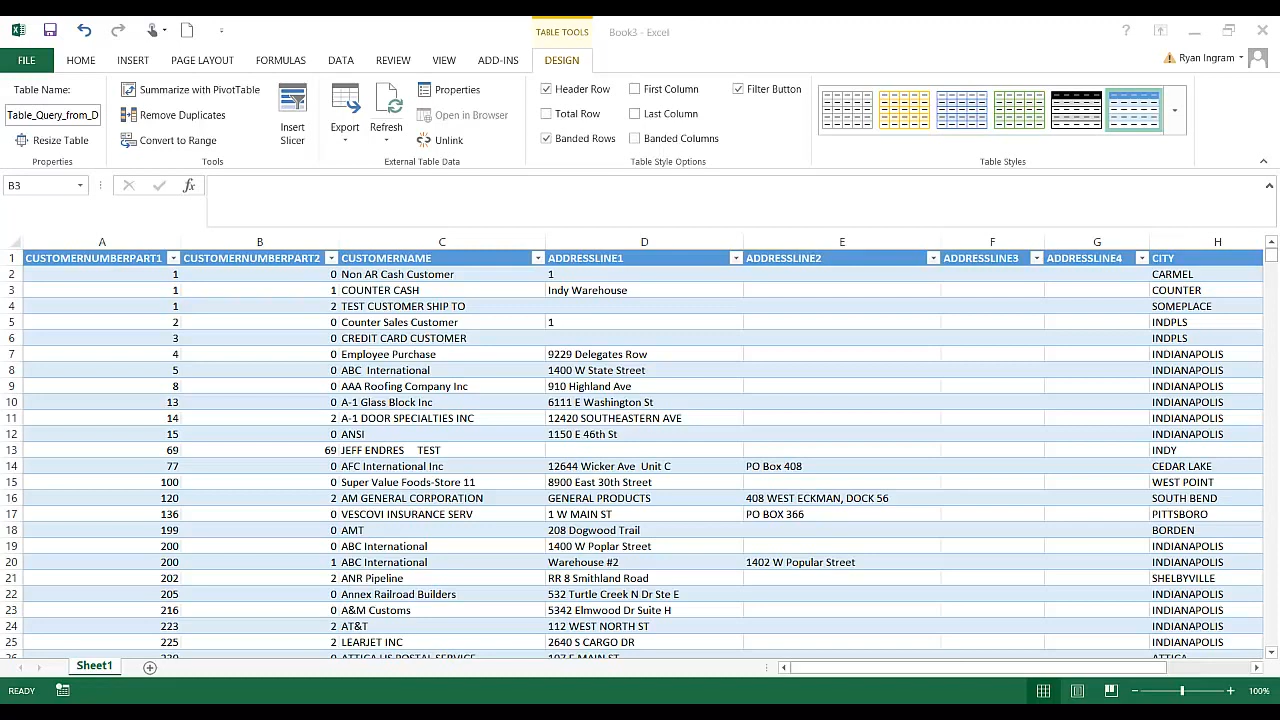 TABLE TOOLS
Book3 - Excel
?
FILE HOME INSERT PAGE LAYOUT FORMULAS DATA REVIEW VIEW ADD-INS DESIGN Ryan Ingram
Table Name:
Table_Query_from_D
Resize Table
Properties
Summarize with PivotTable
Remove Duplicates
Convert to Range
Insert
Slicer
Tools
Export
Refresh
Properties
Open in Browser
Unlink
External Table Data
Header Row First Column Filter Button
Total Row Last Column
Banded Rows Banded Columns
Table Style Options
Table Styles
B3 fx
A B C D E F G H
1 CUSTOMERNUMBERPART1 CUSTOMERNUMBERPART2 CUSTOMERNAME ADDRESSLINE1 ADDRESSLINE2 ADDRESSLINE3 ADDRESSLINE4 CITY
2 1 0 Non AR Cash Customer 1 CARMEL
3 1 1 COUNTER CASH Indy Warehouse COUNTER
4 1 2 TEST CUSTOMER SHIP TO SOMEPLACE
5 2 0 Counter Sales Customer 1 INDPLS
6 3 0 CREDIT CARD CUSTOMER INDPLS
7 4 0 Employee Purchase 9229 Delegates Row INDIANAPOLIS
8 5 0 ABC International 1400 W State Street INDIANAPOLIS
9 8 0 AAA Roofing Company Inc 910 Highland Ave INDIANAPOLIS
10 13 0 A-1 Glass Block Inc 6111 E Washington St INDIANAPOLIS
11 14 2 A-1 DOOR SPECIALTIES INC 12420 SOUTHEASTERN AVE INDIANAPOLIS
12 15 0 ANSI 1150 E 46th St INDIANAPOLIS
13 69 69 JEFF ENDRES TEST INDY
14 77 0 AFC International Inc 12644 Wicker Ave Unit C PO Box 408 CEDAR LAKE
15 100 0 Super Value Foods-Store 11 8900 East 30th Street WEST POINT
16 120 2 AM GENERAL CORPORATION GENERAL PRODUCTS 408 WEST ECKMAN, DOCK 56 SOUTH BEND
17 136 0 VESCOVI INSURANCE SERV 1 W MAIN ST PO BOX 366 PITTSBORO
18 199 0 AMT 208 Dogwood Trail BORDEN
19 200 0 ABC International 1400 W Poplar Street INDIANAPOLIS
20 200 1 ABC International Warehouse #2 1402 W Popular Street INDIANAPOLIS
21 202 2 ANR Pipeline RR 8 Smithland Road SHELBYVILLE
22 205 0 Annex Railroad Builders 532 Turtle Creek N Dr Ste E INDIANAPOLIS
23 216 0 A&M Customs 5342 Elmwood Dr Suite H INDIANAPOLIS
24 223 2 AT&T 112 WEST NORTH ST INDIANAPOLIS
25 225 2 LEARJET INC 2640 S CARGO DR INDIANAPOLIS
Sheet1
READY 100%